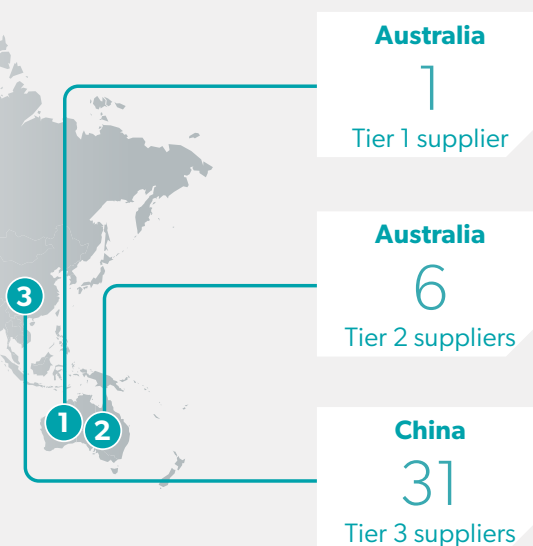 Australia
1
Tier 1 supplier
Australia
6
Tier 2 suppliers
3
1
2
China
31
Tier 3 suppliers